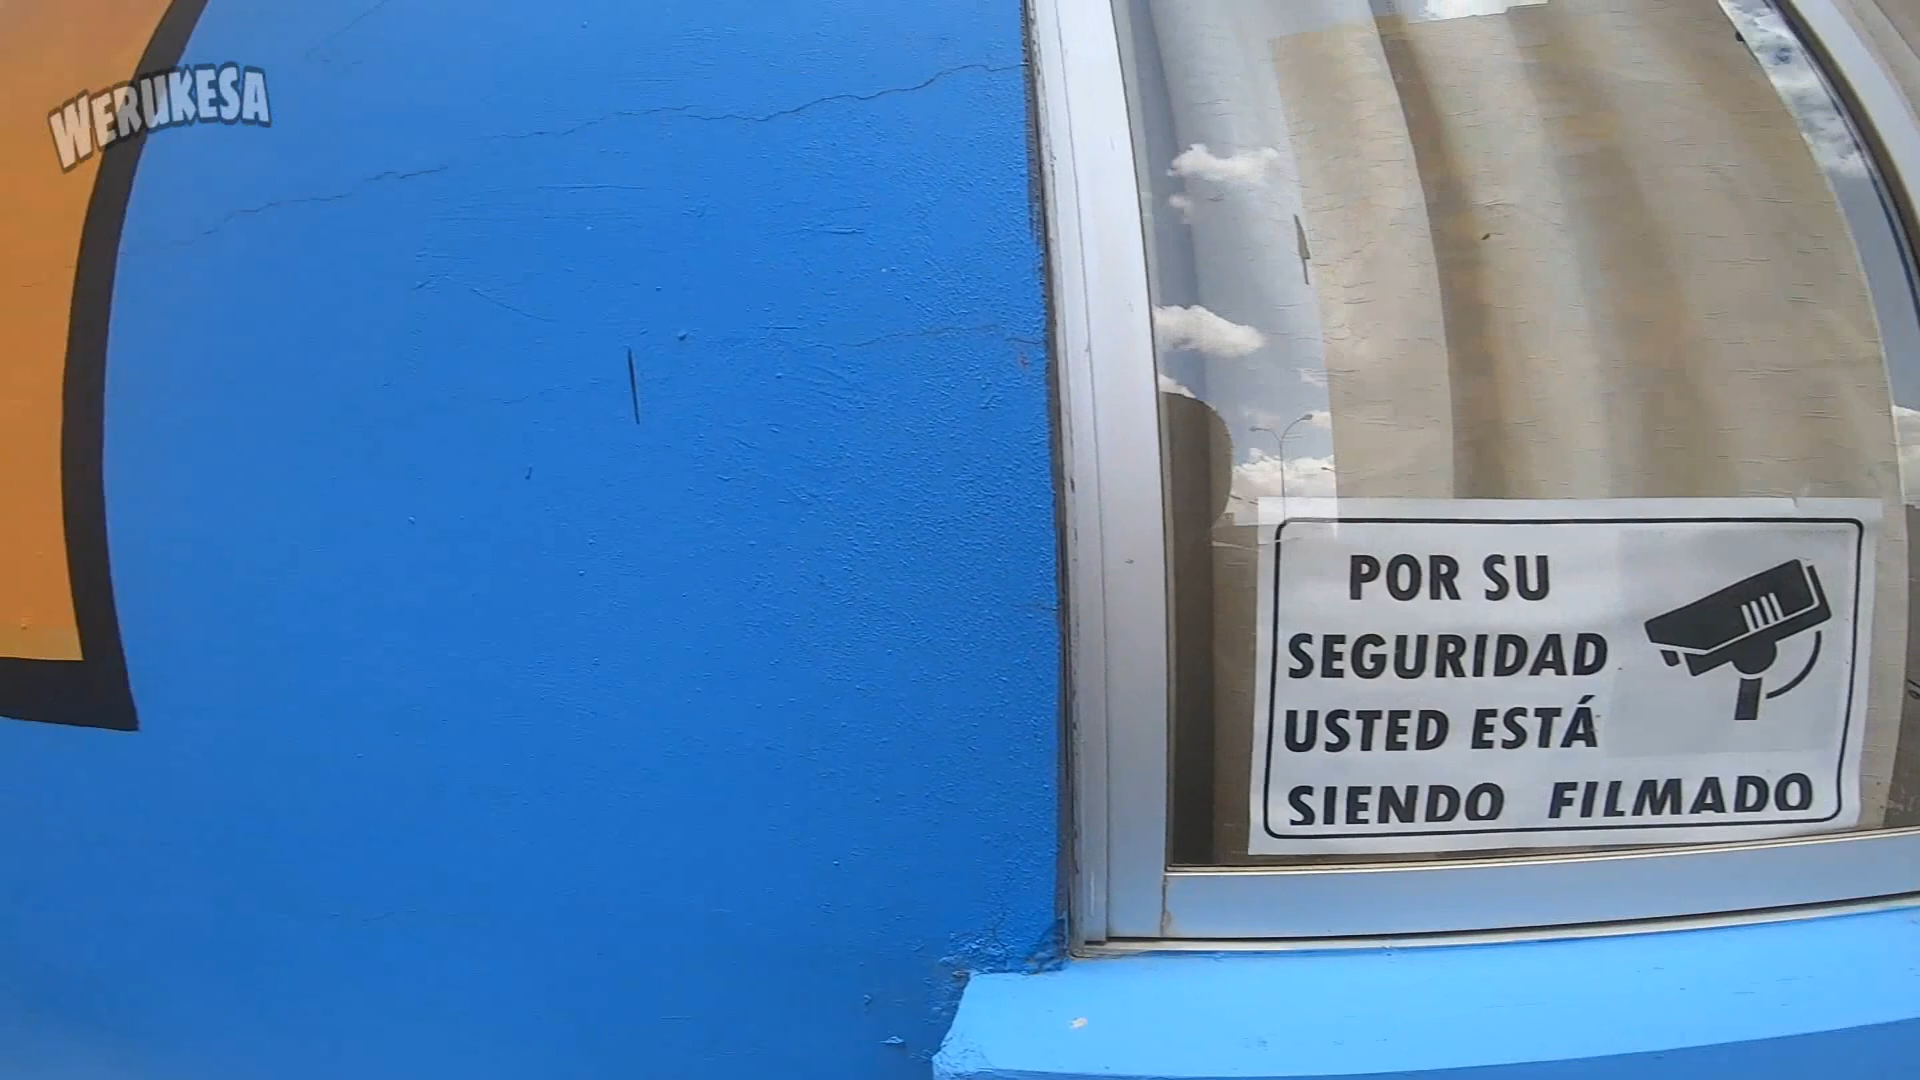 WERUKESA
POR SU
SEGURIDAD
USTED ESTÁ
SIENDO FILMADO